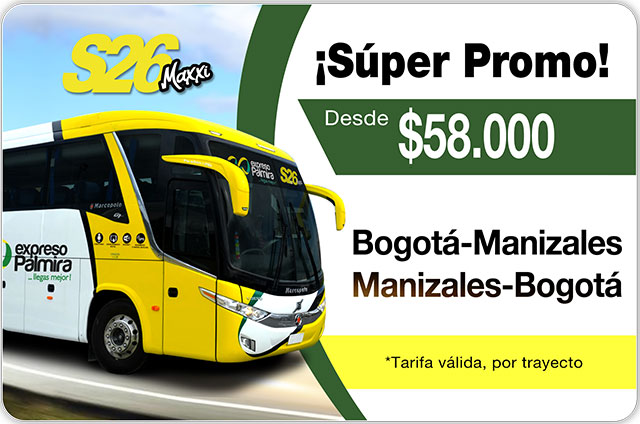 S26
Maxxi
¡Súper Promo!
Desde $58.000
Bogotá-Manizales
Manizales-Bogotá
*Tarifa válida, por trayecto
expreso
Palmira
S26
Marcopolo
expreso
Palmira
... llegas mejor!
Marcopolo